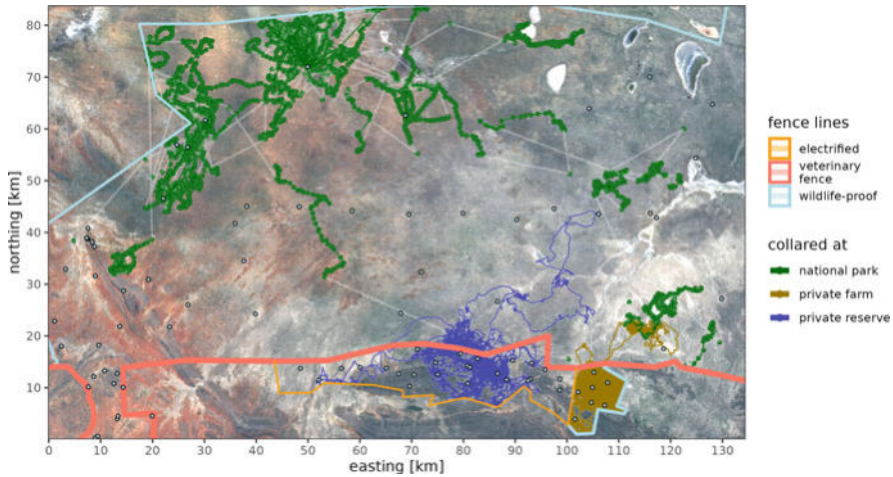 80
70
60
50
40
30
20
10
0
northing [km]
0 10 20 30 40 50 60 70 80 90 100 110 120 130
easting [km]
fence lines
electrified
veterinary
fence
wildlife-proof
collared at
national park
private farm
private reserve